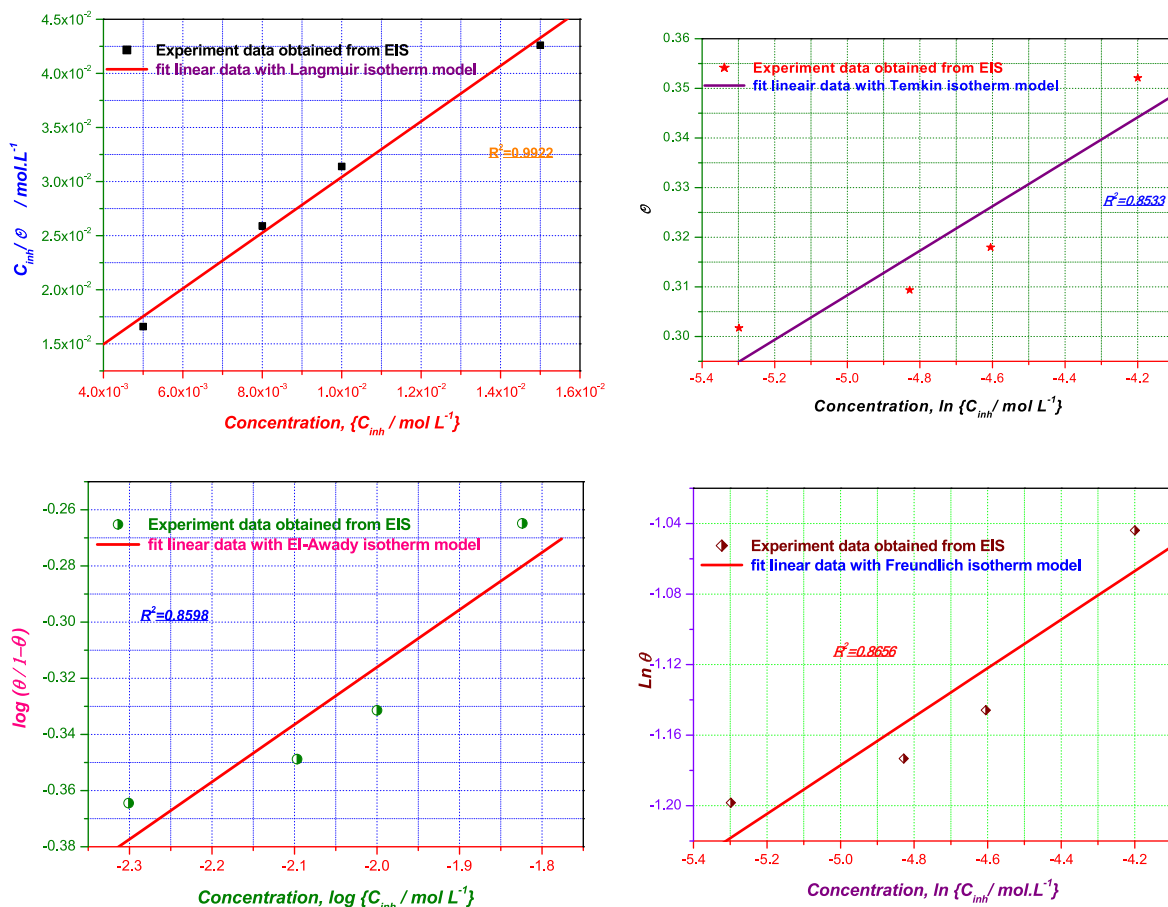 4.5x10⁻²
4.0x10⁻²
3.5x10⁻²
3.0x10⁻²
2.5x10⁻²
2.0x10⁻²
1.5x10⁻²
C_inh / Θ / mol.L⁻¹
Experiment data obtained from EIS
fit linear data with Langmuir isotherm model
R²=0.9922
4.0x10⁻³ 6.0x10⁻³ 8.0x10⁻³ 1.0x10⁻² 1.2x10⁻² 1.4x10⁻² 1.6x10⁻²
Concentration, {C_inh / mol L⁻¹}
0.36
0.35
0.34
0.33
0.32
0.31
0.30
Θ
Experiment data obtained from EIS
fit lineair data with Temkin isotherm model
R²=0.8533
-5.4 -5.2 -5.0 -4.8 -4.6 -4.4 -4.2
Concentration, ln {C_inh/ mol L⁻¹}
-0.26
-0.28
-0.30
-0.32
-0.34
-0.36
-0.38
log (θ / 1-θ)
Experiment data obtained from EIS
fit linear data with El-Awady isotherm model
R²=0.8598
-2.3 -2.2 -2.1 -2.0 -1.9 -1.8
Concentration, log {C_inh / mol L⁻¹}
-1.04
-1.08
-1.12
-1.16
-1.20
Ln θ
Experiment data obtained from EIS
fit linear data with Freundlich isotherm model
R²=0.8656
-5.4 -5.2 -5.0 -4.8 -4.6 -4.4 -4.2
Concentration, ln {C_inh/ mol.L⁻¹}